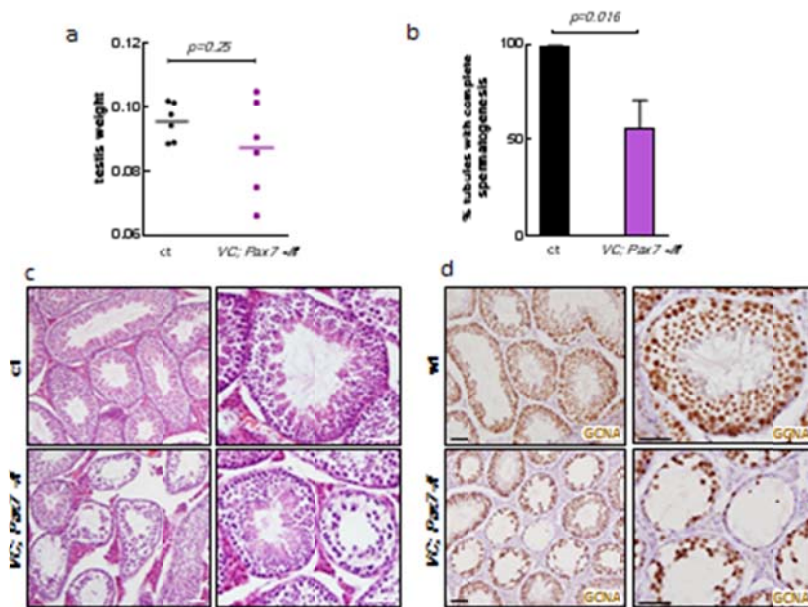 a
p=0.25
0.12
0.10
0.08
0.06
testis weight
ct
VC; Pax7 -/f
b
p=0.016
100
50
0
% tubules with complete
spermatogenesis
ct
VC; Pax7 -/f
c
ct
VC; Pax7 -/f
d
wt
VC; Pax7 -/f
GCNA
GCNA
GCNA
GCNA